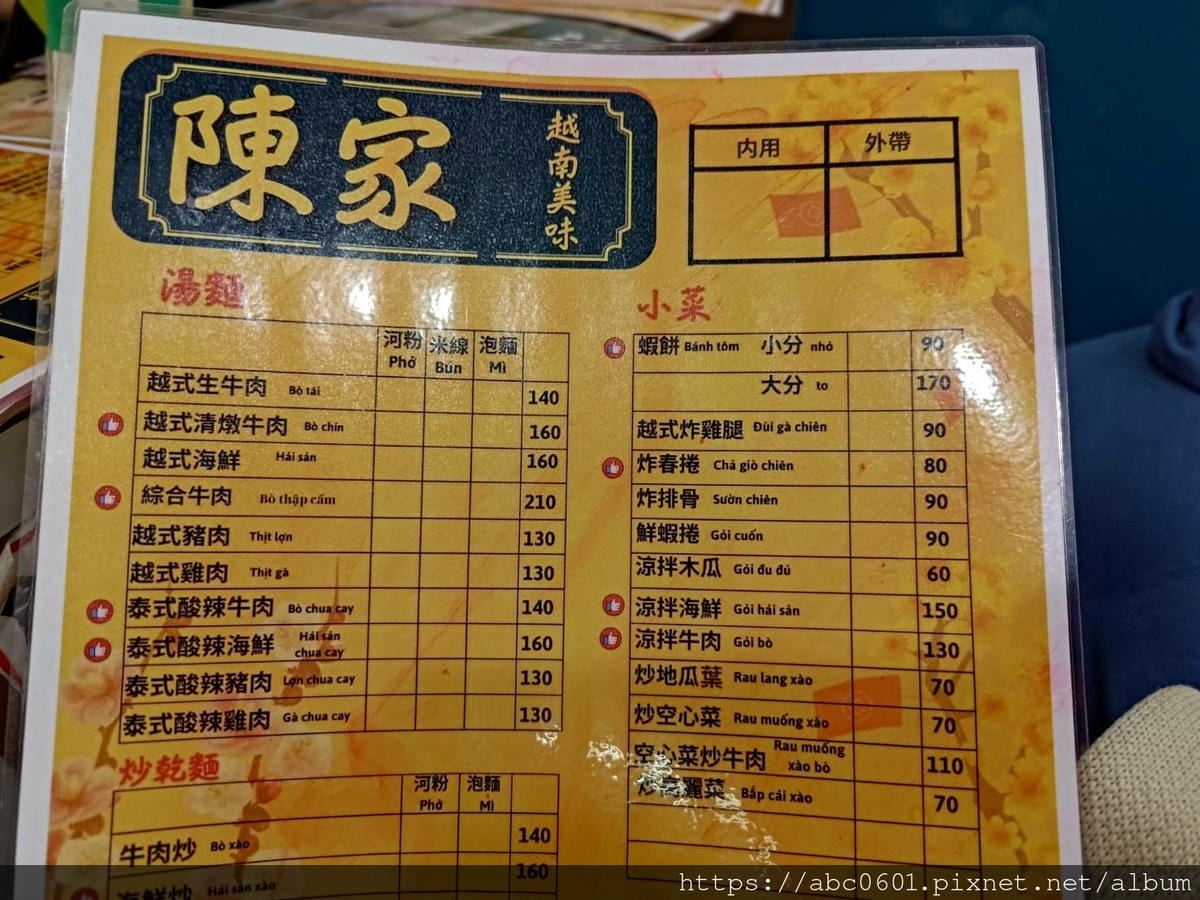 陳家
越南美味
内用 外帶
湯麵
河粉 米線 泡麵
Phở Bún Mì
越式生牛肉 Bò tái 140
越式清燉牛肉 Bò chín 160
越式海鮮 Hải sản 160
綜合牛肉 Bò thập cẩm 210
越式豬肉 Thịt lợn 130
越式雞肉 Thịt gà 130
泰式酸辣牛肉 Bò chua cay 140
泰式酸辣海鮮 Hải sản chua cay 160
泰式酸辣豬肉 Lợn chua cay 130
泰式酸辣雞肉 Gà chua cay 130
炒乾麵
河粉 泡麵
Phở Mì
牛肉炒 Bò xào 140
海鮮炒 Hải sản xào 160
小菜
蝦餅 Bánh tôm 小分 nhỏ 90
大分 to 170
越式炸雞腿 Đùi gà chiên 90
炸春捲 Chả giò chiên 80
炸排骨 Sườn chiên 90
鮮蝦捲 Gỏi cuốn 90
涼拌木瓜 Gỏi đu đủ 60
涼拌海鮮 Gỏi hải sản 150
涼拌牛肉 Gỏi bò 130
炒地瓜葉 Rau lang xào 70
炒空心菜 Rau muống xào 70
空心菜炒牛肉 Rau muống xào bò 110
炒高麗菜 Bắp cải xào 70
https://abc0601.pixnet.net/album